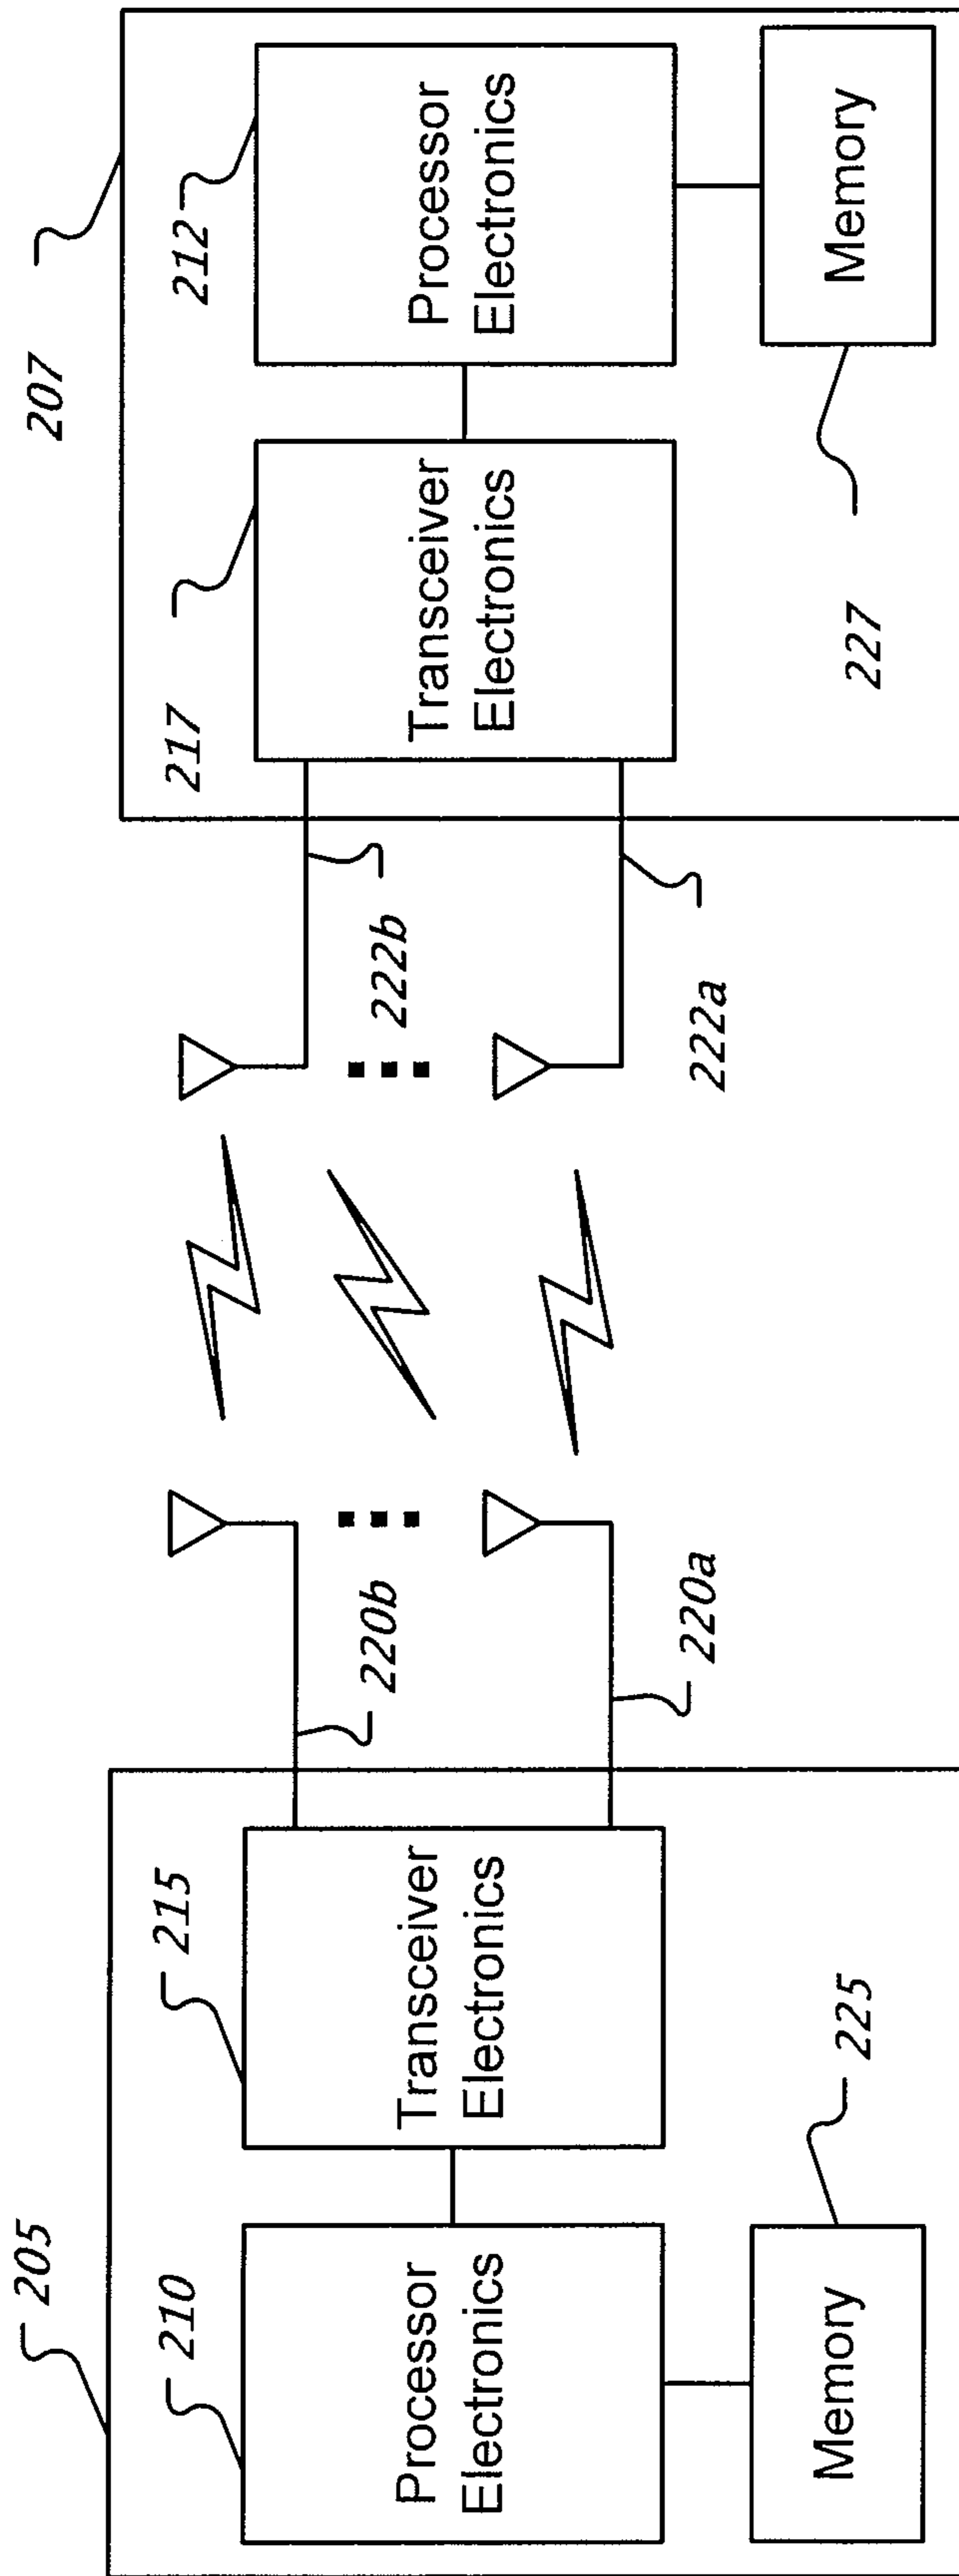 205
207
210
215
217
212
Processor
Electronics
Transceiver
Electronics
Transceiver
Electronics
Processor
Electronics
220b
222b
220a
222a
225
227
Memory
Memory